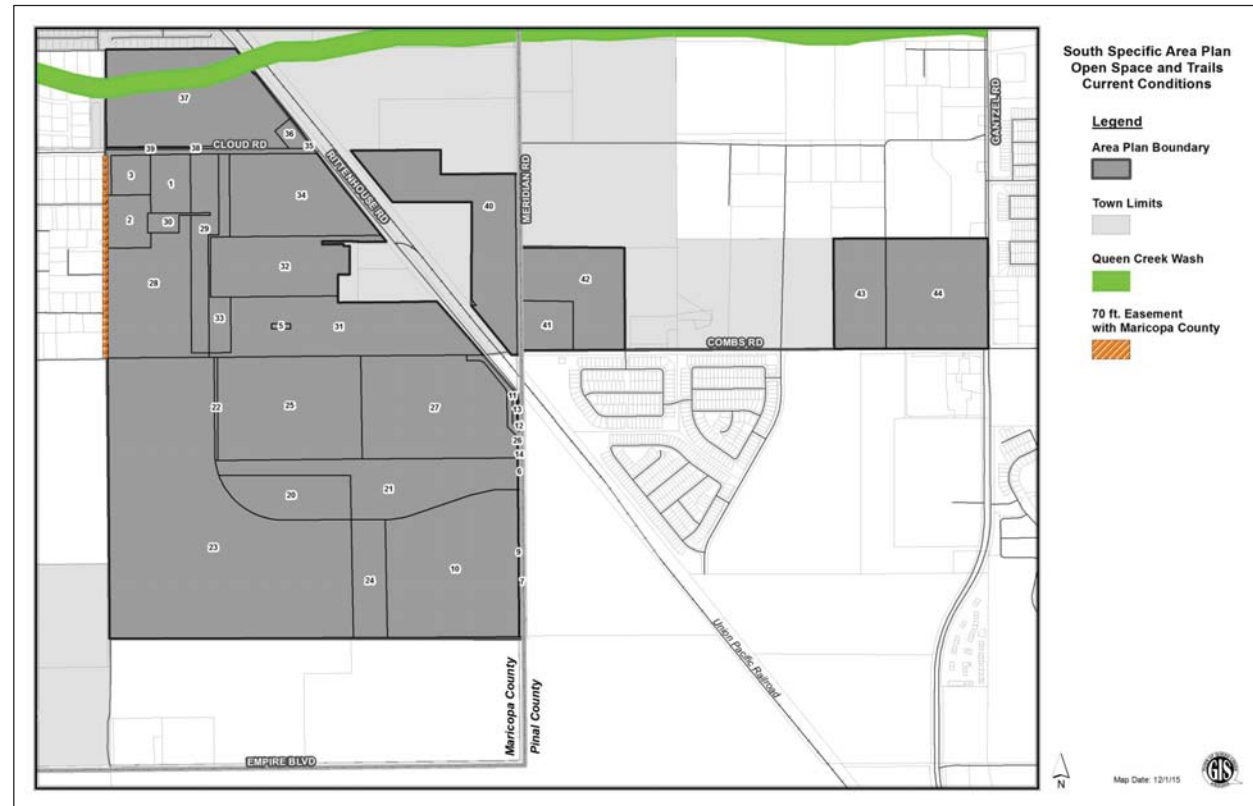 South Specific Area Plan
Open Space and Trails
Current Conditions
Legend
Area Plan Boundary
Town Limits
Queen Creek Wash
70 ft. Easement
with Maricopa County
37
36
35
39
38
CLOUD RD
RITTENHOUSE RD
MERIDIAN RD
GANTZEL RD
3
1
2
30
29
34
40
28
32
33
5
31
42
41
43
44
COMBS RD
22
25
27
11
13
12
26
14
6
20
21
23
24
10
9
7
Union Pacific Railroad
Maricopa County
Pinal County
EMPIRE BLVD
N
Map Date: 12/1/15
GIS